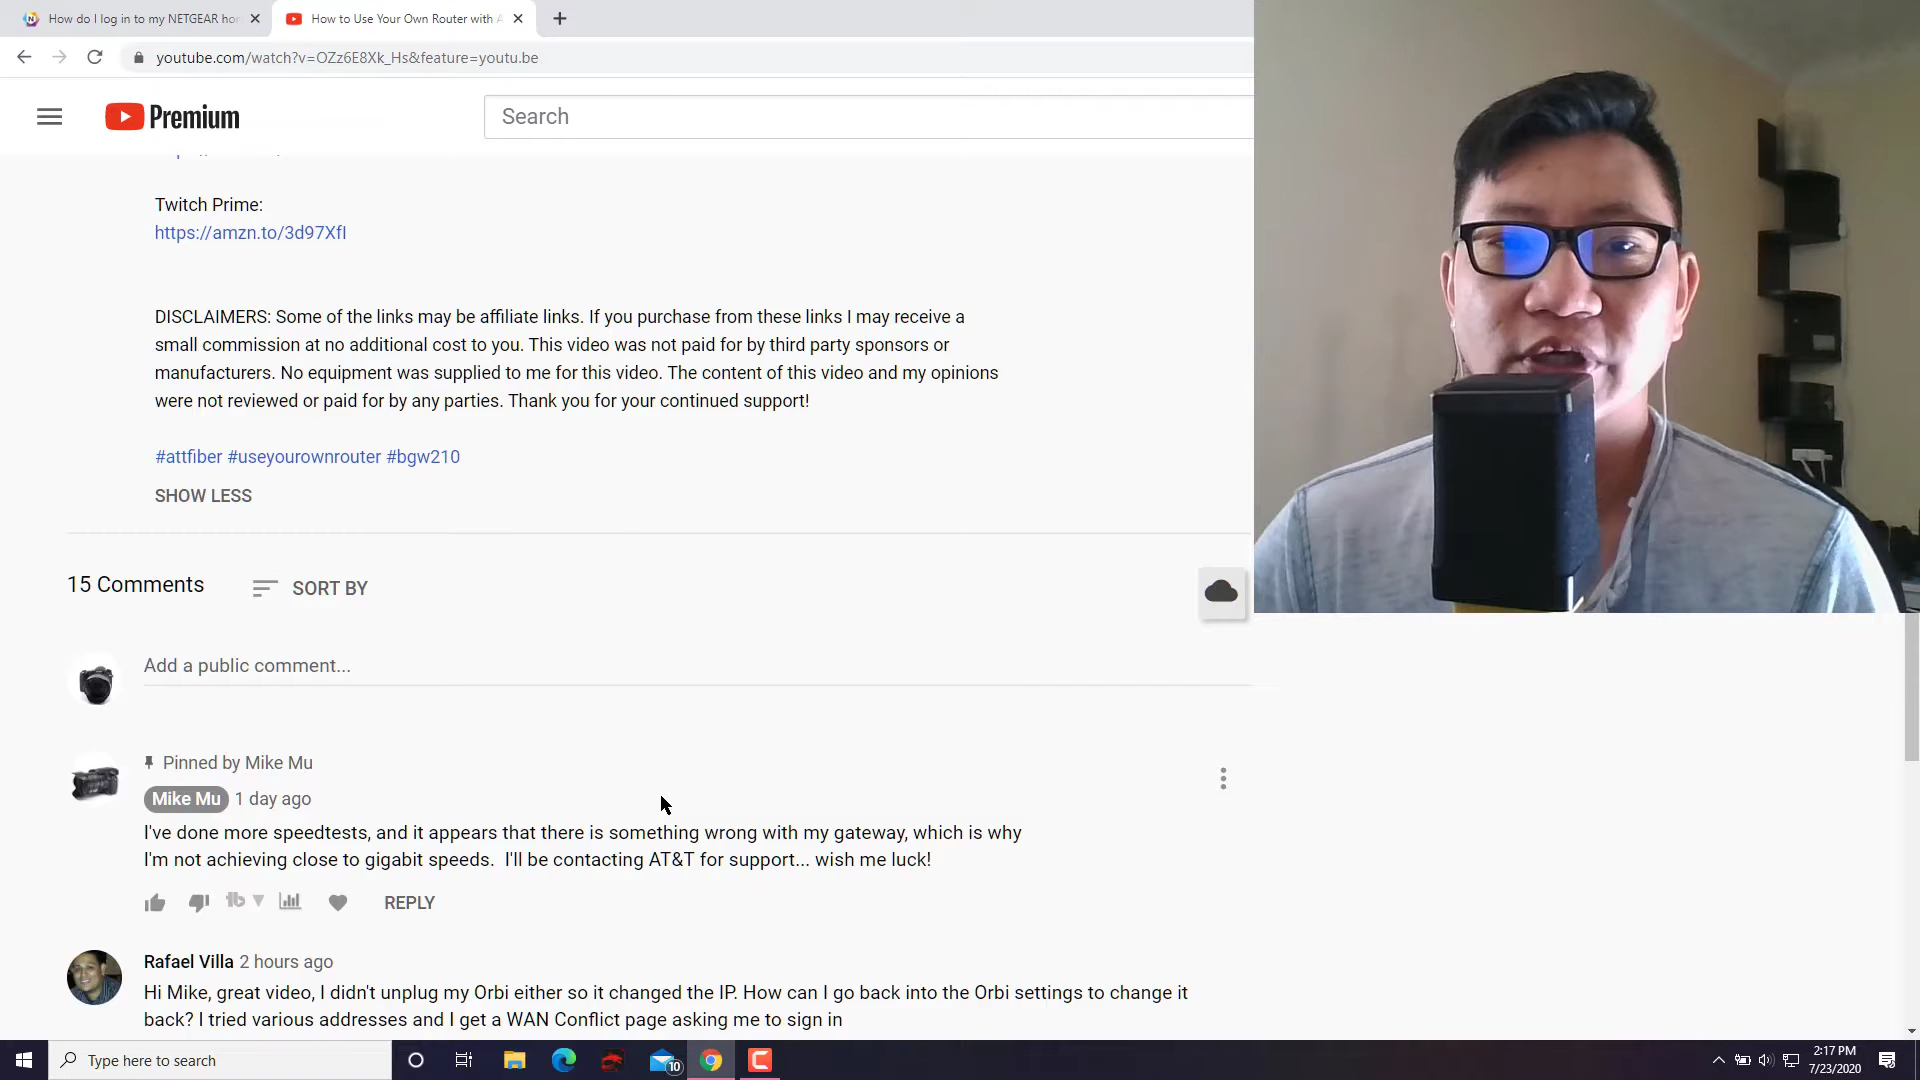 How do I log in to my NETGEAR ho
How to Use Your Own Router with A
youtube.com/watch?v=OZz6E8Xk_Hs&feature=youtu.be
Premium
Search
Twitch Prime:
https://amzn.to/3d97XfI
DISCLAIMERS: Some of the links may be affiliate links. If you purchase from these links I may receive a
small commission at no additional cost to you. This video was not paid for by third party sponsors or
manufacturers. No equipment was supplied to me for this video. The content of this video and my opinions
were not reviewed or paid for by any parties. Thank you for your continued support!
#attfiber #useyourownrouter #bgw210
SHOW LESS
15 Comments
SORT BY
Add a public comment...
Pinned by Mike Mu
Mike Mu 1 day ago
I've done more speedtests, and it appears that there is something wrong with my gateway, which is why
I'm not achieving close to gigabit speeds. I'll be contacting AT&T for support... wish me luck!
REPLY
Rafael Villa 2 hours ago
Hi Mike, great video, I didn't unplug my Orbi either so it changed the IP. How can I go back into the Orbi settings to change it
back? I tried various addresses and I get a WAN Conflict page asking me to sign in
Type here to search
10
2:17 PM
7/23/2020